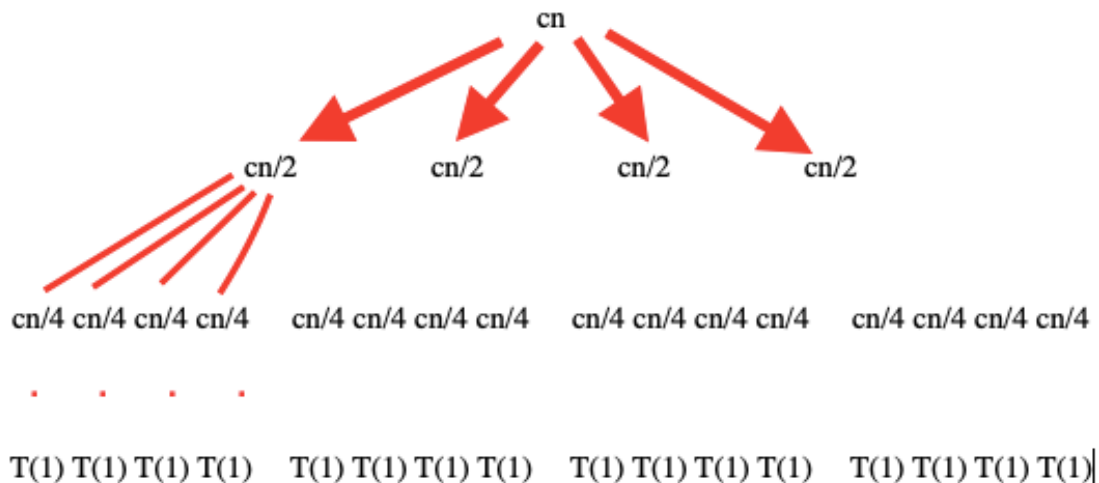 cn
cn/2 cn/2 cn/2 cn/2
cn/4 cn/4 cn/4 cn/4 cn/4 cn/4 cn/4 cn/4 cn/4 cn/4 cn/4 cn/4 cn/4 cn/4 cn/4 cn/4
. . . .
T(1) T(1) T(1) T(1) T(1) T(1) T(1) T(1) T(1) T(1) T(1) T(1) T(1) T(1) T(1) T(1)